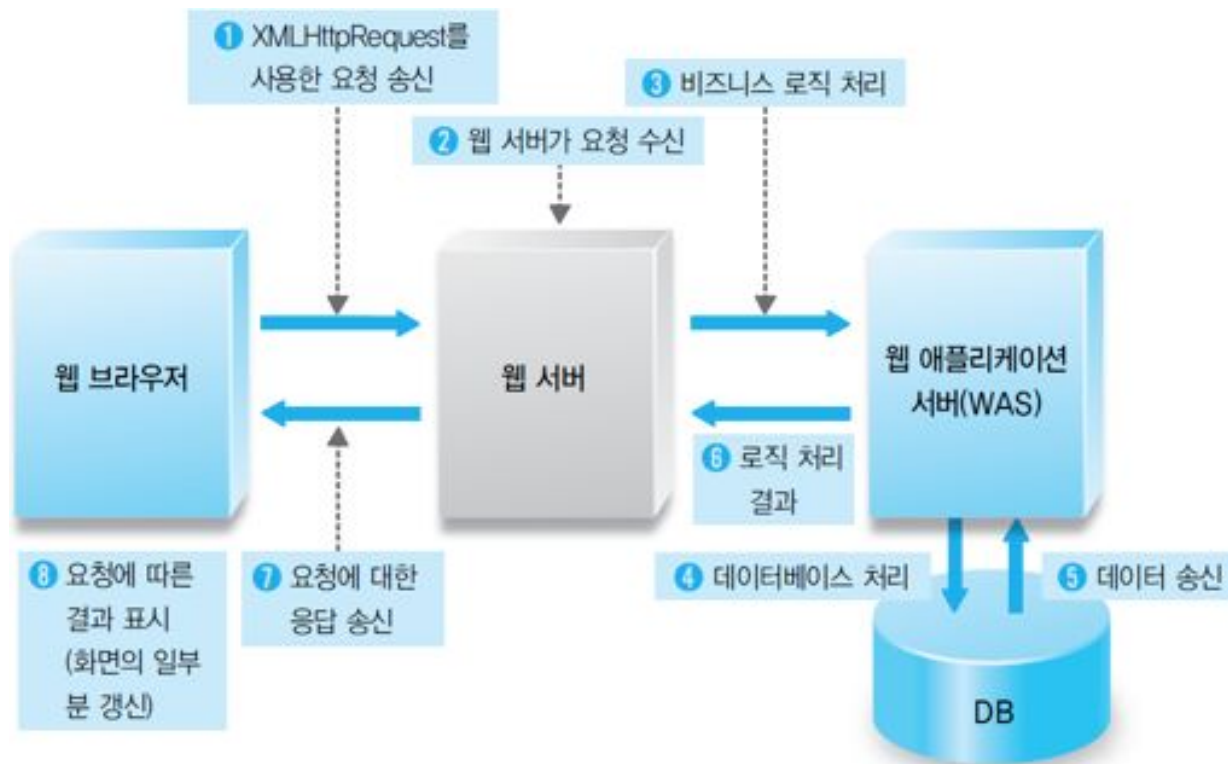 ❶ XMLHttpRequest를
사용한 요청 송신
❸ 비즈니스 로직 처리
❷ 웹 서버가 요청 수신
웹 브라우저
웹 서버
웹 애플리케이션
서버(WAS)
❻ 로직 처리
결과
❽ 요청에 따른
결과 표시
(화면의 일부
분 갱신)
❼ 요청에 대한
응답 송신
❹ 데이터베이스 처리
❺ 데이터 송신
DB